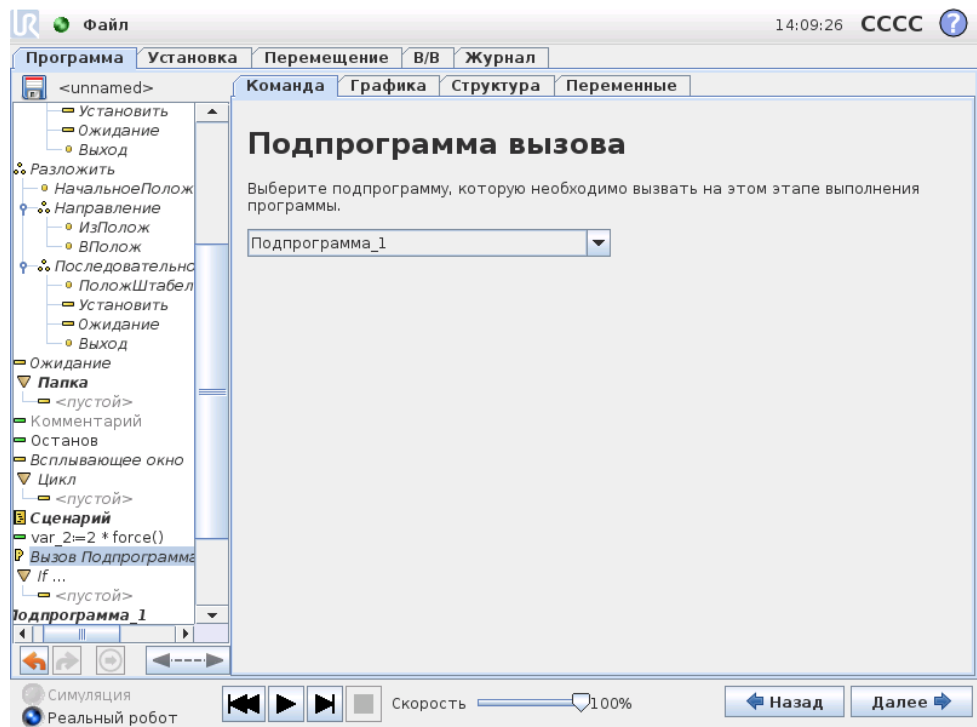 UR Файл 14:09:26 CCCC ?
Программа Установка Перемещение В/В Журнал
<unnamed>
Команда Графика Структура Переменные
Установить
Ожидание
Выход
Разложить
НачальноеПолож
Направление
ИзПолож
ВПолож
Последовательно
ПоложШтабел
Установить
Ожидание
Выход
Ожидание
Папка
<пустой>
Комментарий
Останов
Всплывающее окно
Цикл
<пустой>
Сценарий
var_2:=2 * force()
Вызов Подпрограмма
If ...
<пустой>
Подпрограмма_1
Подпрограмма вызова
Выберите подпрограмму, которую необходимо вызвать на этом этапе выполнения
программы.
Подпрограмма_1
Симуляция
Реальный робот
Скорость 100%
Назад Далее